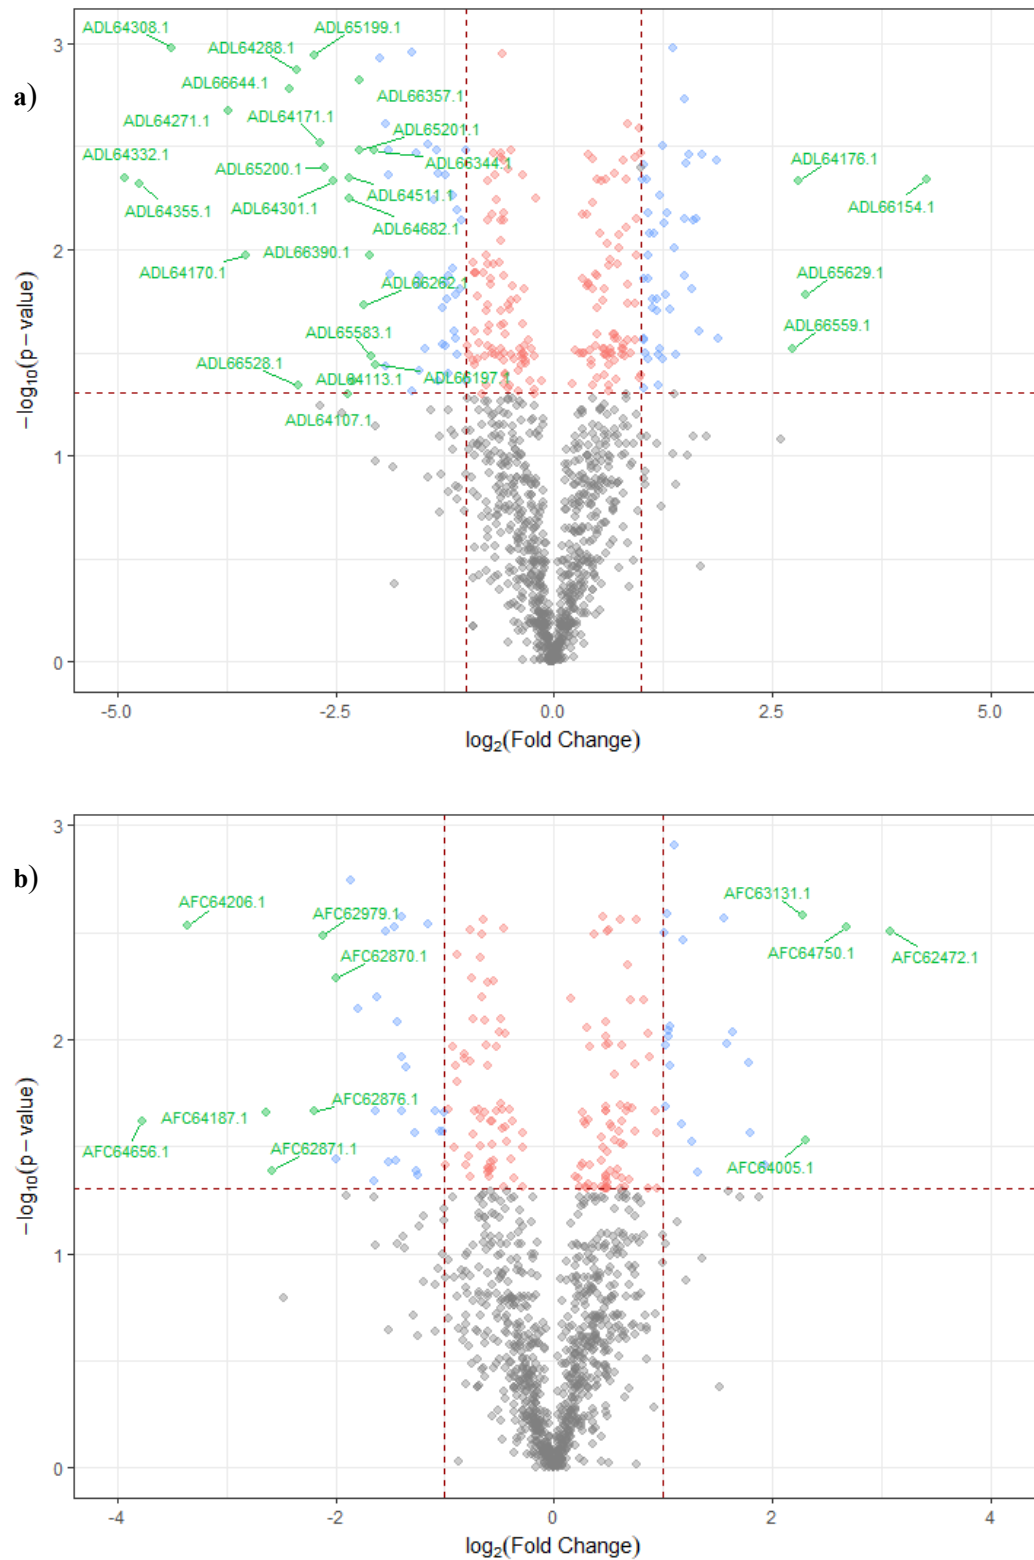 a)
ADL64308.1
ADL65199.1
ADL64288.1
ADL66644.1
ADL66357.1
ADL64271.1
ADL64171.1
ADL65201.1
ADL64332.1
ADL66344.1
ADL64176.1
ADL65200.1
ADL64511.1
ADL64355.1
ADL64301.1
ADL66154.1
ADL64682.1
ADL66390.1
ADL64170.1
ADL66262.1
ADL65629.1
ADL65583.1
ADL66559.1
ADL66528.1
ADL64113.1
ADL66197.1
ADL64107.1
3
2
1
0
−log10(p−value)
-5.0 -2.5 0.0 2.5 5.0
log2(Fold Change)
b)
AFC64206.1
AFC62979.1
AFC63131.1
AFC62870.1
AFC64750.1
AFC62472.1
AFC62876.1
AFC64187.1
AFC64656.1
AFC62871.1
AFC64005.1
3
2
1
0
−log10(p−value)
-4 -2 0 2 4
log2(Fold Change)